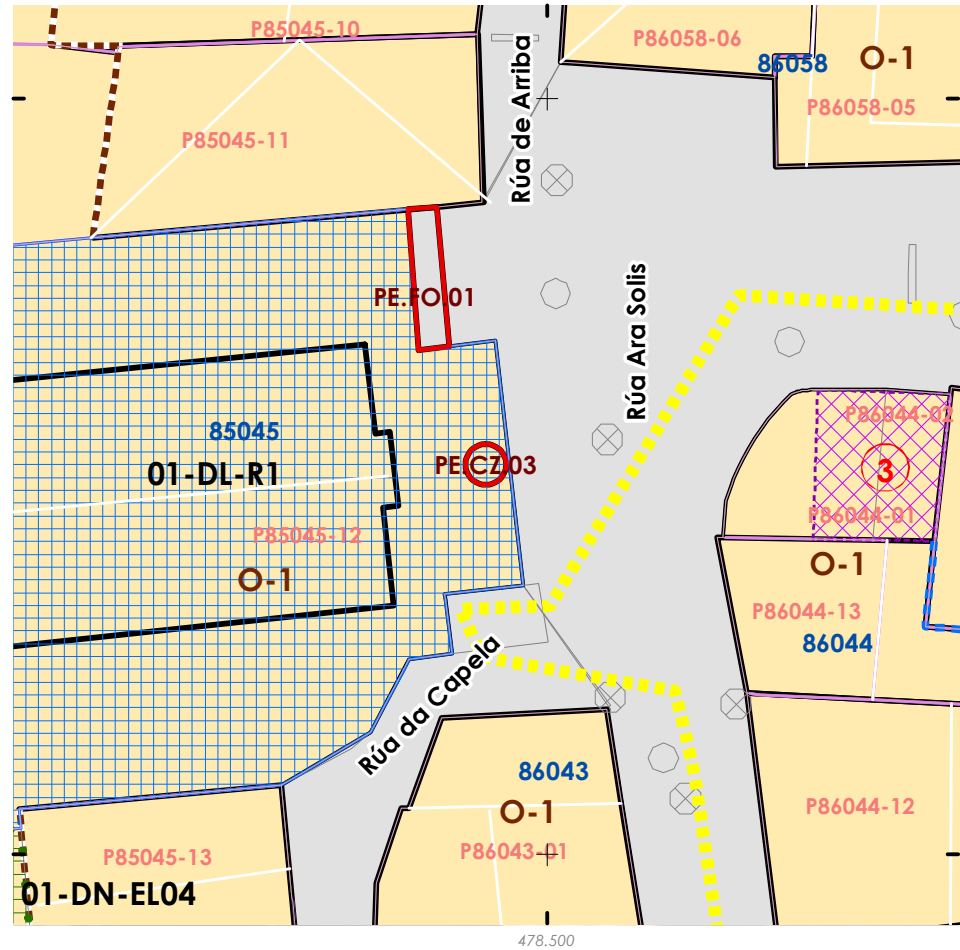 P85045-10
P86058-06
86058
O-1
P86058-05
P85045-11
Rúa de Arriba
PE.FO.01
Rúa Ara Solis
85045
PE.CZ.03
01-DL-R1
P85045-12
O-1
P86044-02
3
P86044-01
O-1
P86044-13
86044
Rúa da Capela
86043
O-1
P86044-12
P85045-13
P86043-01
01-DN-EL04
478.500